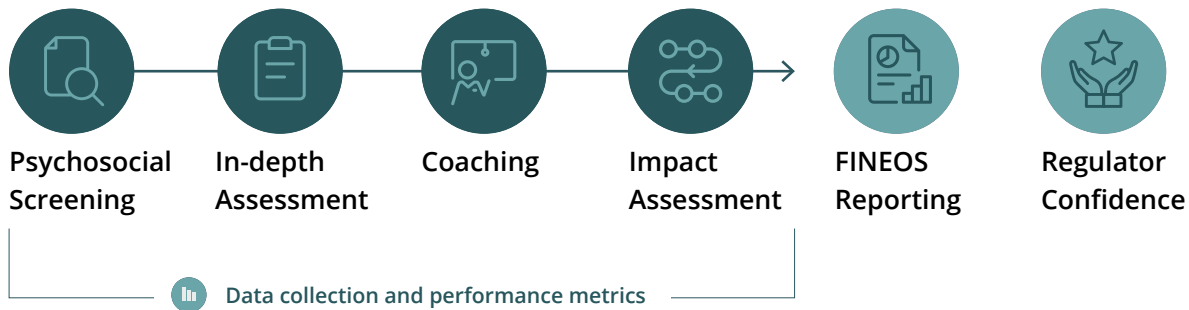 Psychosocial
Screening
In-depth
Assessment
Coaching
Impact
Assessment
FINEOS
Reporting
Regulator
Confidence
Data collection and performance metrics